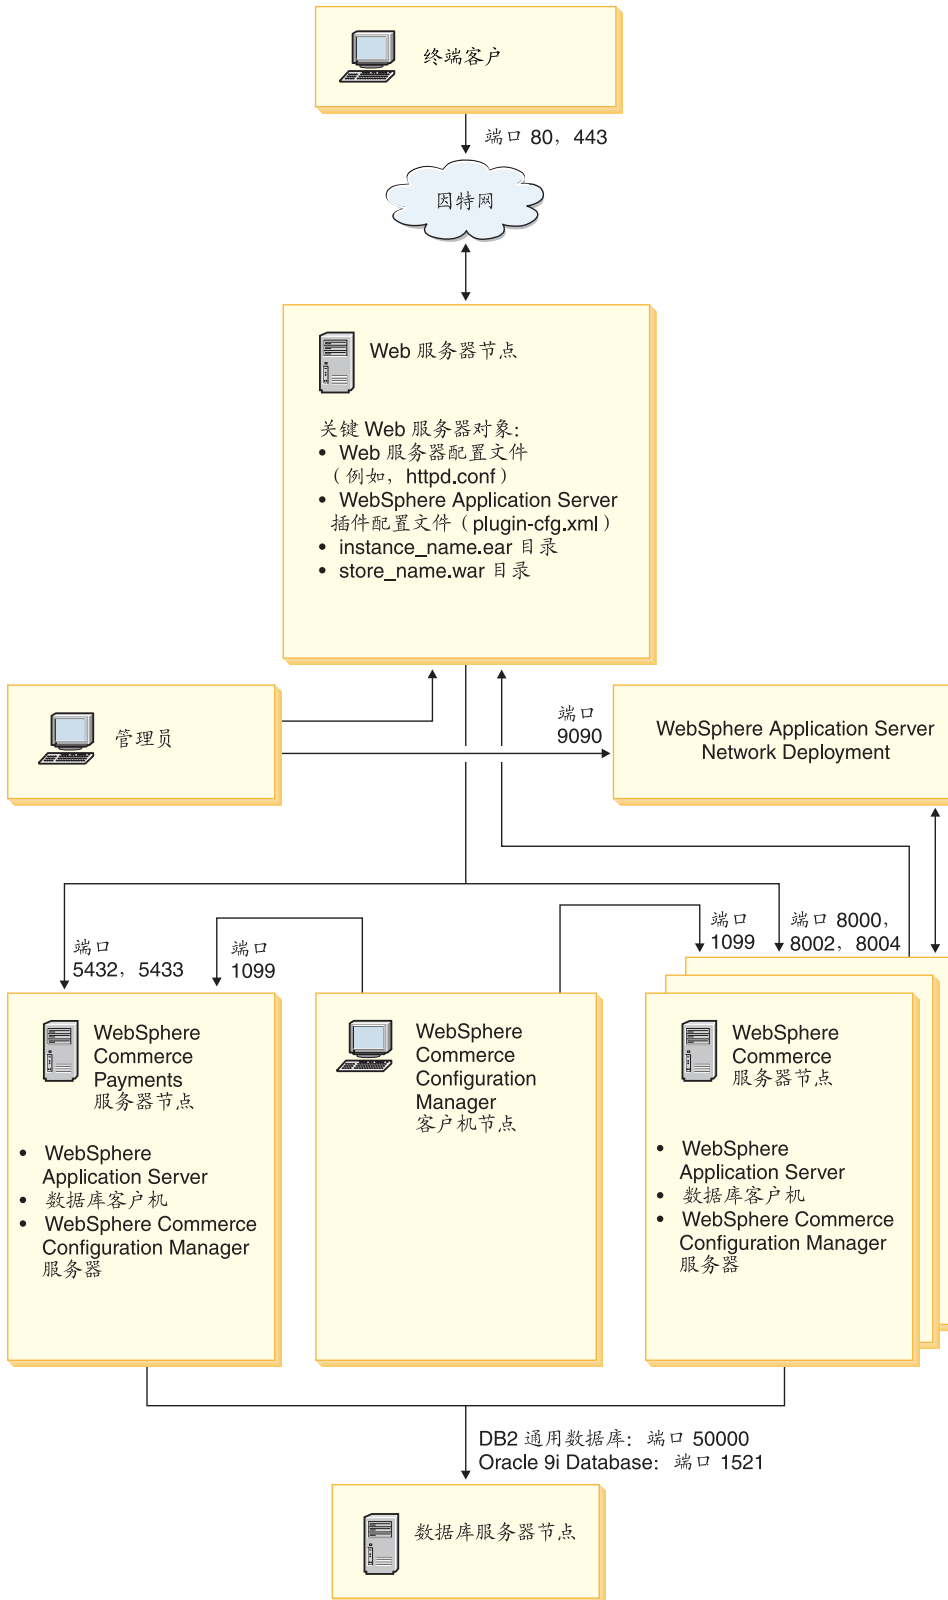 终端客户
端口 80，443
因特网
Web 服务器节点
关键 Web 服务器对象：
• Web 服务器配置文件
（例如，httpd.conf）
• WebSphere Application Server
插件配置文件（plugin-cfg.xml）
• instance_name.ear 目录
• store_name.war 目录
管理员
端口
9090
WebSphere Application Server
Network Deployment
端口
5432，5433
端口
1099
端口
1099
端口 8000，
8002，8004
WebSphere
Commerce
Payments
服务器节点
• WebSphere
Application Server
• 数据库客户机
• WebSphere Commerce
Configuration Manager
服务器
WebSphere
Commerce
Configuration
Manager
客户机节点
WebSphere
Commerce
服务器节点
• WebSphere
Application Server
• 数据库客户机
• WebSphere Commerce
Configuration Manager
服务器
DB2 通用数据库：端口 50000
Oracle 9i Database：端口 1521
数据库服务器节点